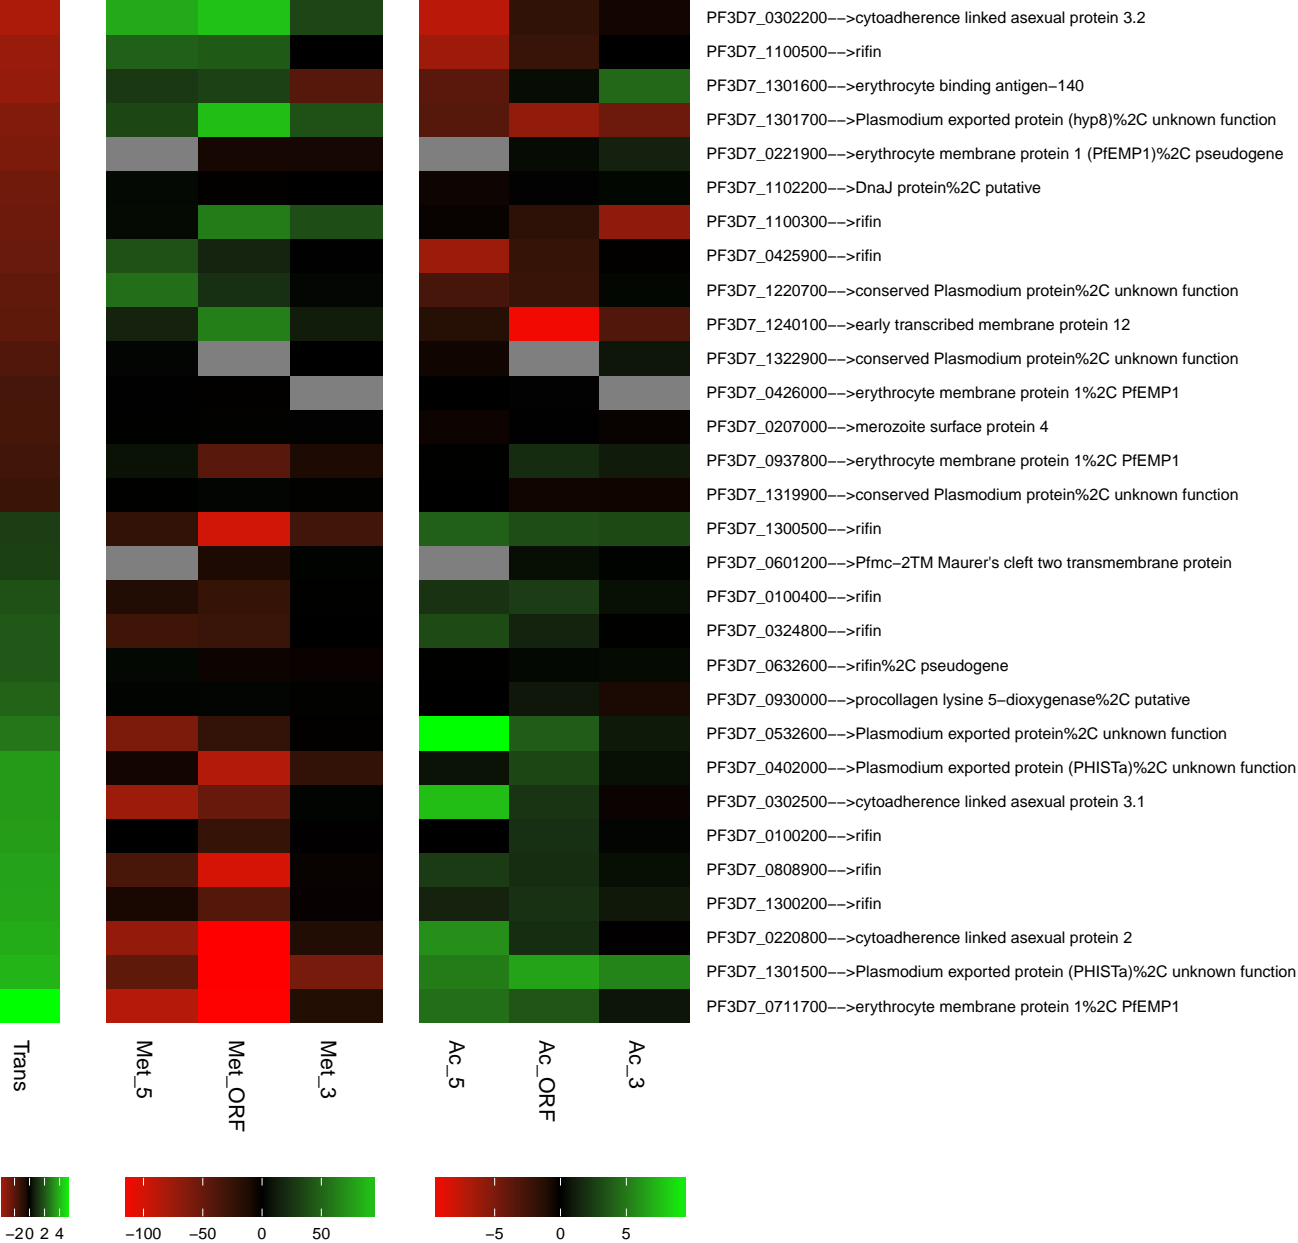 PF3D7_0302200−−>cytoadherence linked asexual protein 3.2
PF3D7_1100500−−>rifin
PF3D7_1301600−−>erythrocyte binding antigen−140
PF3D7_1301700−−>Plasmodium exported protein (hyp8)%2C unknown function
PF3D7_0221900−−>erythrocyte membrane protein 1 (PfEMP1)%2C pseudogene
PF3D7_1102200−−>DnaJ protein%2C putative
PF3D7_1100300−−>rifin
PF3D7_0425900−−>rifin
PF3D7_1220700−−>conserved Plasmodium protein%2C unknown function
PF3D7_1240100−−>early transcribed membrane protein 12
PF3D7_1322900−−>conserved Plasmodium protein%2C unknown function
PF3D7_0426000−−>erythrocyte membrane protein 1%2C PfEMP1
PF3D7_0207000−−>merozoite surface protein 4
PF3D7_0937800−−>erythrocyte membrane protein 1%2C PfEMP1
PF3D7_1319900−−>conserved Plasmodium protein%2C unknown function
PF3D7_1300500−−>rifin
PF3D7_0601200−−>Pfmc−2TM Maurer's cleft two transmembrane protein
PF3D7_0100400−−>rifin
PF3D7_0324800−−>rifin
PF3D7_0632600−−>rifin%2C pseudogene
PF3D7_0930000−−>procollagen lysine 5−dioxygenase%2C putative
PF3D7_0532600−−>Plasmodium exported protein%2C unknown function
PF3D7_0402000−−>Plasmodium exported protein (PHISTa)%2C unknown function
PF3D7_0302500−−>cytoadherence linked asexual protein 3.1
PF3D7_0100200−−>rifin
PF3D7_0808900−−>rifin
PF3D7_1300200−−>rifin
PF3D7_0220800−−>cytoadherence linked asexual protein 2
PF3D7_1301500−−>Plasmodium exported protein (PHISTa)%2C unknown function
PF3D7_0711700−−>erythrocyte membrane protein 1%2C PfEMP1
Trans Met_5 Met_ORF Met_3 Ac_5 Ac_ORF Ac_3
−2 0 2 4 −100 −50 0 50 −5 0 5